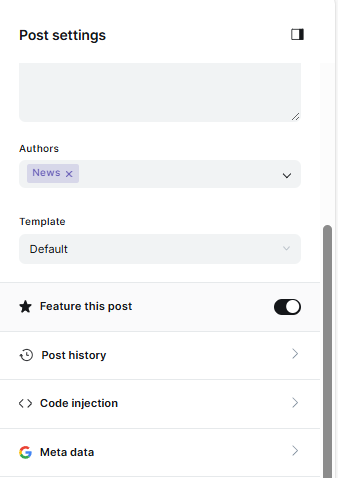 Post settings
Authors
News ×
Template
Default
Feature this post
Post history
Code injection
Meta data